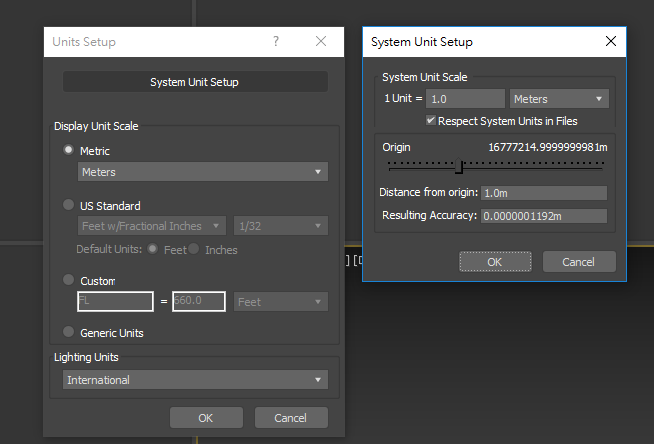 Units Setup
?
System Unit Setup
Display Unit Scale
Metric
Meters
US Standard
Feet w/Fractional Inches
1/32
Default Units:
Feet
Inches
Custom
FL
=
660.0
Feet
Generic Units
Lighting Units
International
OK
Cancel
System Unit Setup
System Unit Scale
1 Unit =
1.0
Meters
Respect System Units in Files
Origin
16777214.9999999981m
Distance from origin:
1.0m
Resulting Accuracy:
0.0000001192m
OK
Cancel